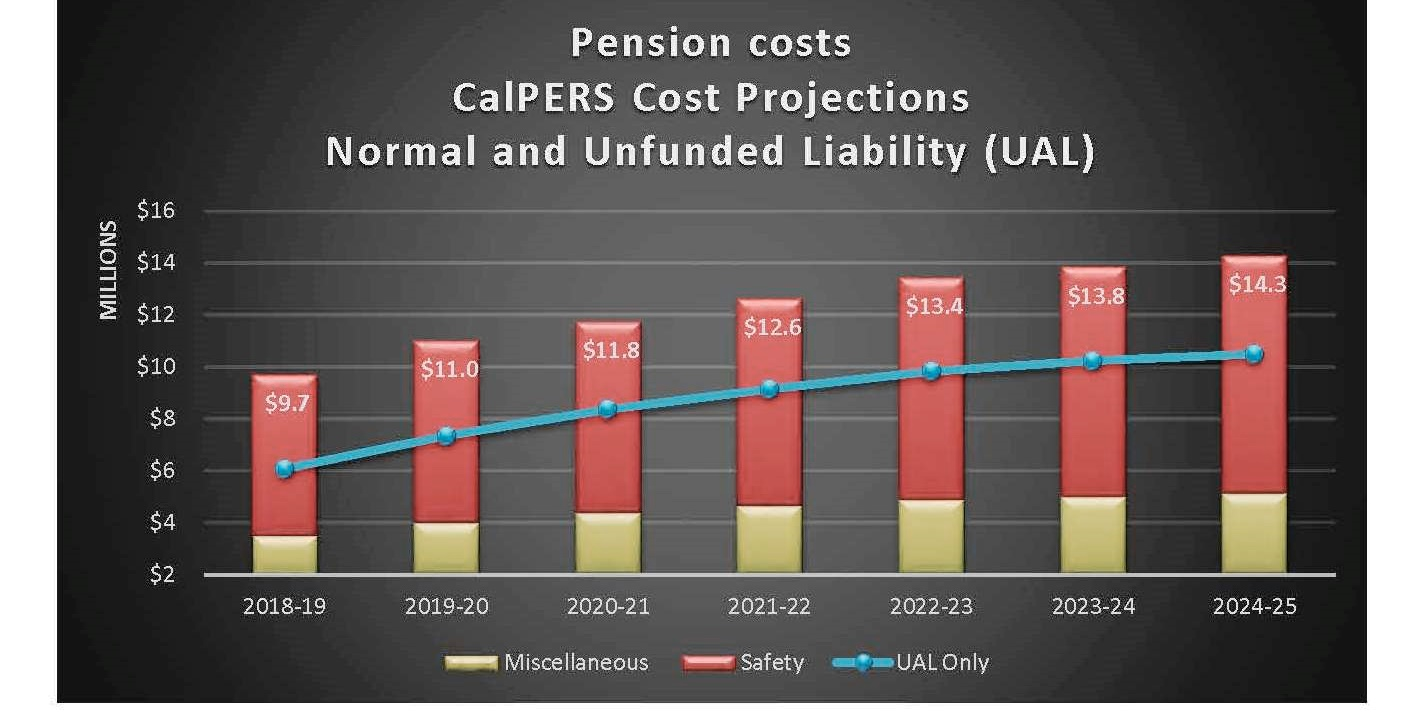 Pension costs
CalPERS Cost Projections
Normal and Unfunded Liability (UAL)
MILLIONS
$16
$14
$12
$10
$8
$6
$4
$2
$9.7
$11.0
$11.8
$12.6
$13.4
$13.8
$14.3
2018-19 2019-20 2020-21 2021-22 2022-23 2023-24 2024-25
Miscellaneous Safety UAL Only